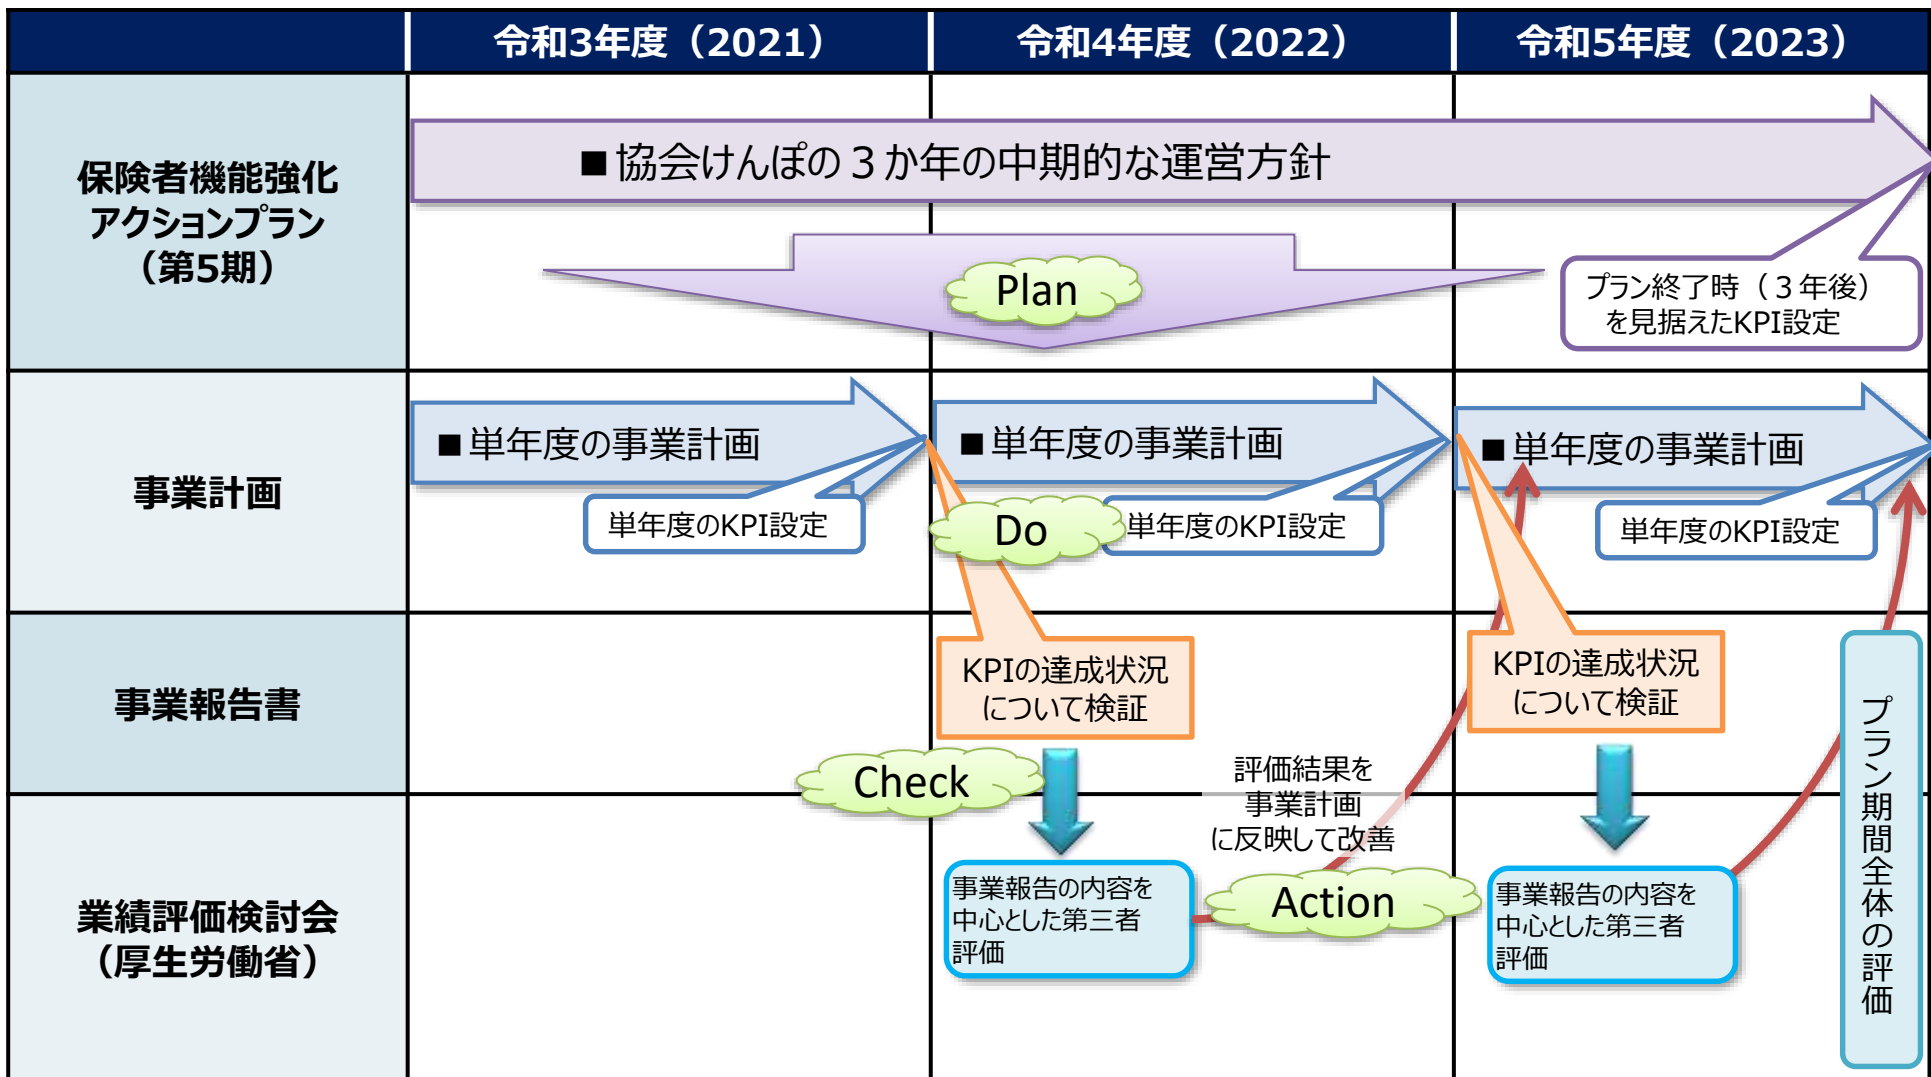 令和3年度（2021）
令和4年度（2022）
令和5年度（2023）
保険者機能強化
アクションプラン
（第5期）
■協会けんぽの３か年の中期的な運営方針
Plan
プラン終了時（３年後）
を見据えたKPI設定
事業計画
■単年度の事業計画
単年度のKPI設定
■単年度の事業計画
Do
単年度のKPI設定
■単年度の事業計画
単年度のKPI設定
事業報告書
KPIの達成状況
について検証
KPIの達成状況
について検証
Check
評価結果を
事業計画
に反映して改善
業績評価検討会
（厚生労働省）
事業報告の内容を
中心とした第三者
評価
Action
事業報告の内容を
中心とした第三者
評価
プラン期間全体の評価